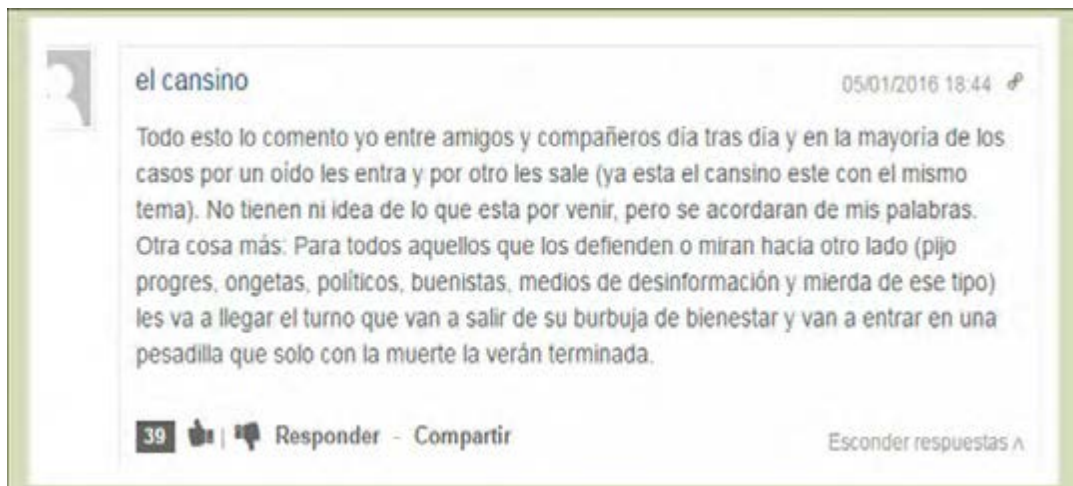 el cansino
05/01/2016 18:44
Todo esto lo comento yo entre amigos y compañeros día tras día y en la mayoría de los
casos por un oído les entra y por otro les sale (ya esta el cansino este con el mismo
tema). No tienen ni idea de lo que esta por venir, pero se acordaran de mis palabras.
Otra cosa más: Para todos aquellos que los defienden o miran hacia otro lado (pijo
progres, ongetas, políticos, buenistas, medios de desinformación y mierda de ese tipo)
les va a llegar el turno que van a salir de su burbuja de bienestar y van a entrar en una
pesadilla que solo con la muerte la verán terminada.
39 | Responder - Compartir
Esconder respuestas ʌ